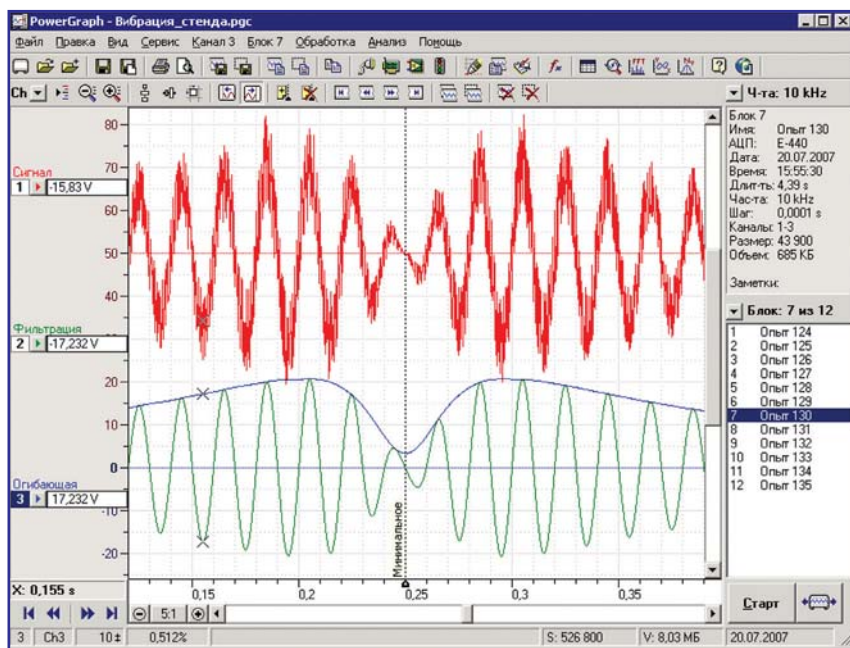 PowerGraph - Вибрация_стенда.pgc
Файл Правка Вид Сервис Канал 3 Блок 7 Обработка Анализ Помощь
Ch
Ч-та: 10 kHz
80
70
60
50
40
30
20
10
0
-10
-20
Сигнал
1 -15,83 V
Фильтрация
2 -17,232 V
Огибающая
3 17,232 V
Минимальное
X: 0,155 s
0,15 0,2 0,25 0,3 0,35
5:1
3 Ch3 10± 0,512% S: 526 800 V: 8,03 МБ 20.07.2007
Блок 7
Имя: Опыт 130
АЦП: E-440
Дата: 20.07.2007
Время: 15:55:30
Длит-ть: 4,39 s
Час-та: 10 kHz
Шаг: 0,0001 s
Каналы: 1-3
Размер: 43 900
Объем: 685 КБ
Заметки:
Блок: 7 из 12
1 Опыт 124
2 Опыт 125
3 Опыт 126
4 Опыт 127
5 Опыт 128
6 Опыт 129
7 Опыт 130
8 Опыт 131
9 Опыт 132
10 Опыт 133
11 Опыт 134
12 Опыт 135
Старт